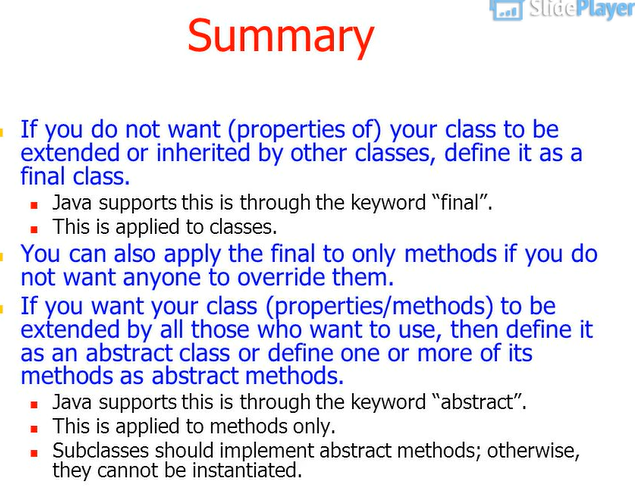 SlidePlayer
Summary
If you do not want (properties of) your class to be
extended or inherited by other classes, define it as a
final class.
Java supports this is through the keyword “final”.
This is applied to classes.
You can also apply the final to only methods if you do
not want anyone to override them.
If you want your class (properties/methods) to be
extended by all those who want to use, then define it
as an abstract class or define one or more of its
methods as abstract methods.
Java supports this is through the keyword “abstract”.
This is applied to methods only.
Subclasses should implement abstract methods; otherwise,
they cannot be instantiated.